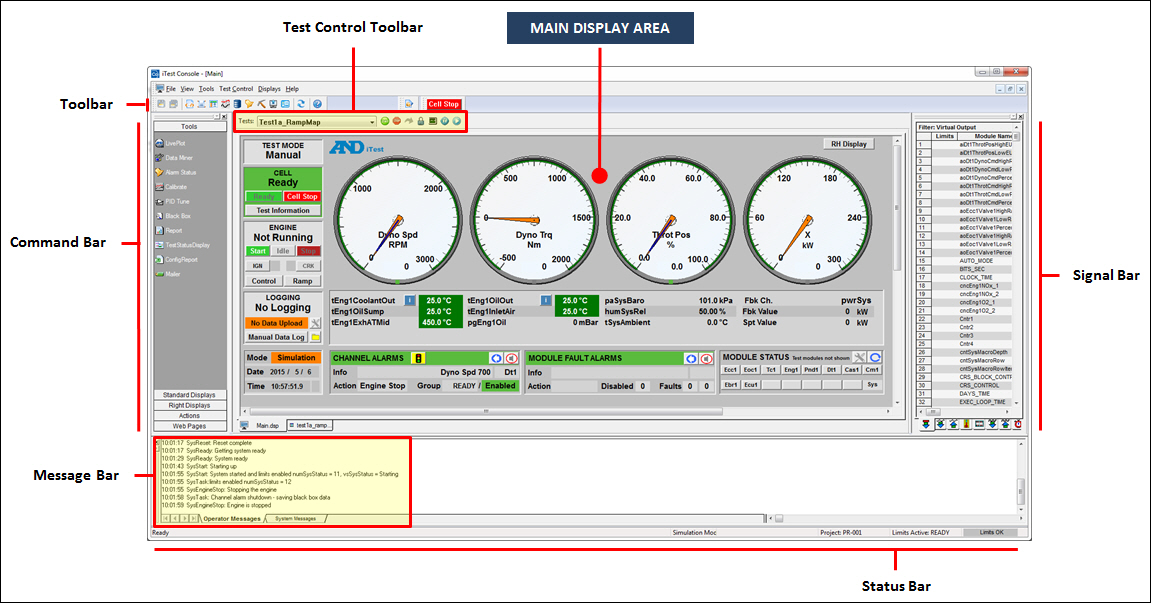 Test Control Toolbar
MAIN DISPLAY AREA
Toolbar
Command Bar
Message Bar
Signal Bar
Status Bar
iTest Console - [Main]
File View Tools Test Control Displays Help
Cell Stop
Tests: Test1a_RampMap
Tools
LivePlot
Data Miner
Alarm Status
Calibrate
PID Tune
Black Box
Report
TestStatusDisplay
ConfigReport
Mailer
Standard Displays
Right Displays
Actions
Web Pages
TEST MODE
Manual
AND iTest
RH Display
CELL
Ready
Ready Cell Stop
Test Information
ENGINE
Not Running
Start Idle Stop
IGN CRK
Control Ramp
LOGGING
No Logging
No Data Upload
Manual Data Log
Mode Simulation
Date 2015 / 5 / 6
Time 10:57:51.9
0 1000 2000 3000
Dyno Spd
RPM
-500 0 500 1000 1500 2000
Dyno Trq
Nm
0.0 20.0 40.0 60.0 80.0 100.0
Throt Pos
%
0 60 120 180 240 300
X
kW
tEng1CoolantOut 25.0 °C tEng1OilOut 25.0 °C paSysBaro 101.0 kPa Fbk Ch. pwrSys
tEng1OilSump 25.0 °C tEng1InletAir 25.0 °C humSysRel 50.00 % Fbk Value 0 kW
tEng1ExhATMid 450.0 °C pgEng1Oil 0 mBar tSysAmbient 0.0 °C Spt Value 0 kW
CHANNEL ALARMS
Info Dyno Spd 700 Dt1
Action Engine Stop Group READY / Enabled
MODULE FAULT ALARMS
Info
Action Disabled 0 Faults 0 0
MODULE STATUS Test modules not shown
Ecc1 Eoc1 Tc1 Eng1 Pnd1 Dt1 Cas1 Cm1
Ebr1 Ecu1 Sys
Main.dsp test1a_ramp...
Filter: Virtual Output
Limits Module Name
1 aiDt1ThrotPosHighEU
2 aiDt1ThrotPosLowEU
3 aoDt1DynoCmdHighR
4 aoDt1DynoCmdLowR
5 aoDt1DynoCmdPerce
6 aoDt1ThrotCmdHighR
7 aoDt1ThrotCmdLowR
8 aoDt1ThrotCmdPerce
9 aoEcc1Valve1HighRa
10 aoEcc1Valve1LowRa
11 aoEcc1Valve1Percen
12 aoEoc1Valve1HighRa
13 aoEoc1Valve1LowRa
14 aoEoc1Valve1Percen
15 AUTO_MODE
16 BITS_SEC
17 CLOCK_TIME
18 cncEng1NOx_1
19 cncEng1NOx_2
20 cncEng1O2_1
21 cncEng1O2_2
22 Cntr1
23 Cntr2
24 Cntr3
25 Cntr4
26 cntSysMacroDepth
27 cntSysMacroRow
28 cntSysMacroRowIter
29 CRS_BLOCK_CONTR
30 CRS_CONTROL
31 DAYS_TIME
32 EXEC_LOOP_TIME
10:01:17 SysReset: Reset complete
10:01:17 SysReady: Getting system ready
10:01:29 SysReady: System ready
10:01:43 SysStart: Starting up
10:01:55 SysStart: System started and limits enabled numSysStatus = 11, vsSysStatus = Starting
10:01:55 SysTask:limits enabled numSysStatus = 12
10:01:55 SysEngineStop: Stopping the engine
10:01:58 SysTask: Channel alarm shutdown - saving black box data
10:01:59 SysEngineStop: Engine is stopped
Operator Messages System Messages
Ready
Simulation Moc
Project: PR-001
Limits Active: READY
Limits OK